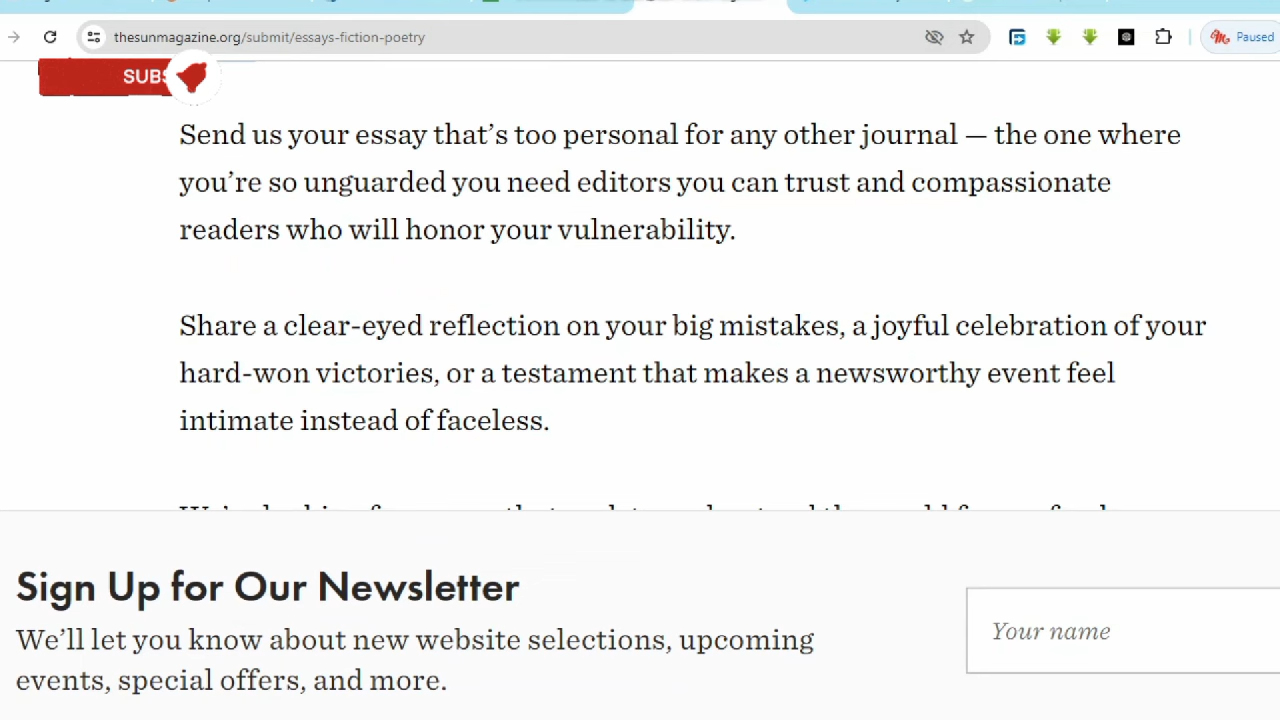 thesunmagazine.org/submit/essays-fiction-poetry
Paused
SUBS
Send us your essay that’s too personal for any other journal — the one where
you’re so unguarded you need editors you can trust and compassionate
readers who will honor your vulnerability.
Share a clear-eyed reflection on your big mistakes, a joyful celebration of your
hard-won victories, or a testament that makes a newsworthy event feel
intimate instead of faceless.
Sign Up for Our Newsletter
We’ll let you know about new website selections, upcoming
events, special offers, and more.
Your name